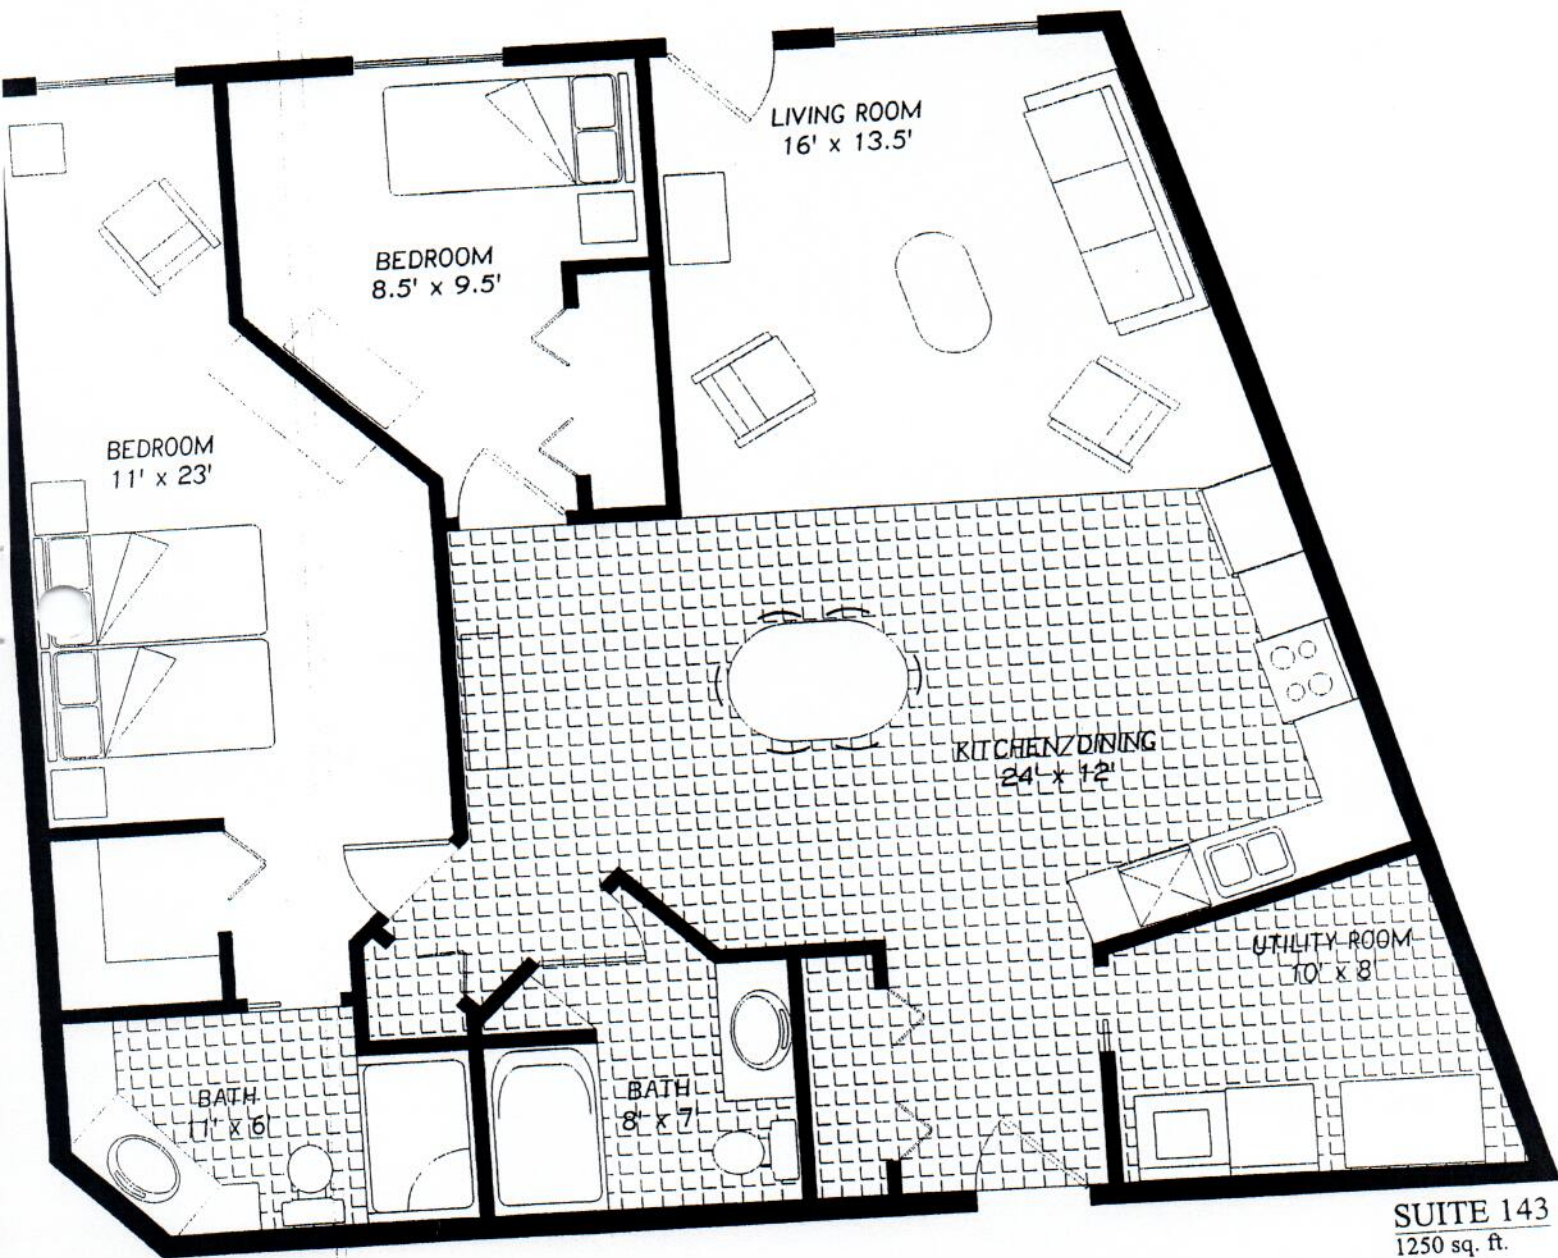 LIVING ROOM
16' x 13.5'
BEDROOM
8.5' x 9.5'
BEDROOM
11' x 23'
KITCHEN/DINING
24' x 12'
UTILITY ROOM
10' x 8'
BATH
11' x 6'
BATH
8' x 7'
SUITE 143
1250 sq. ft.